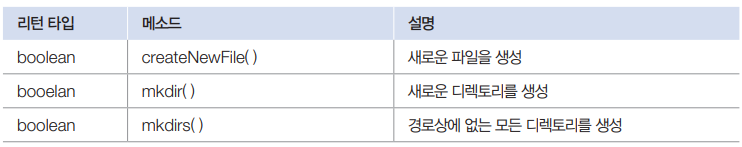 리턴 타입 메소드 설명
boolean createNewFile( ) 새로운 파일을 생성
booelan mkdir( ) 새로운 디렉토리를 생성
boolean mkdirs( ) 경로상에 없는 모든 디렉토리를 생성